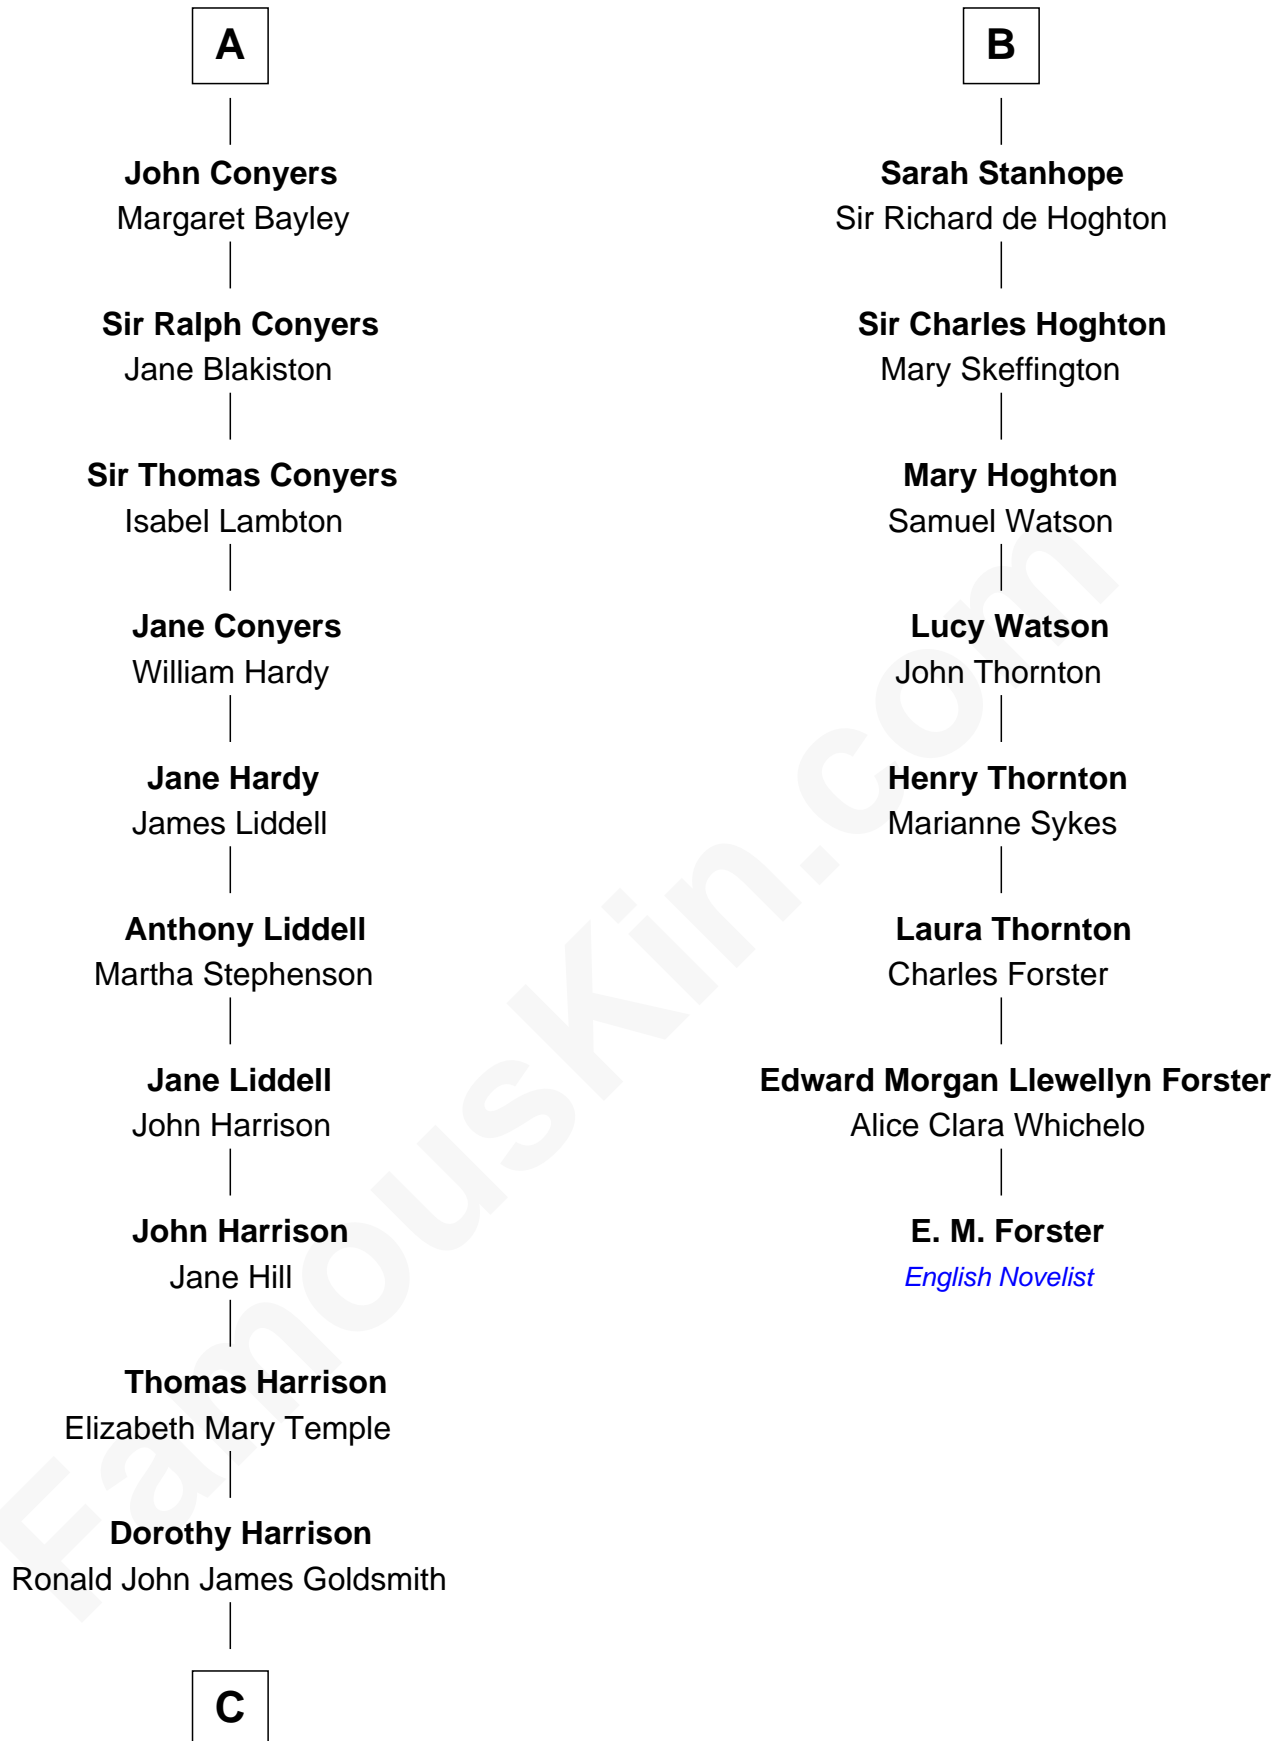 A
John Conyers
Margaret Bayley
Sir Ralph Conyers
Jane Blakiston
Sir Thomas Conyers
Isabel Lambton
Jane Conyers
William Hardy
Jane Hardy
James Liddell
Anthony Liddell
Martha Stephenson
Jane Liddell
John Harrison
John Harrison
Jane Hill
Thomas Harrison
Elizabeth Mary Temple
Dorothy Harrison
Ronald John James Goldsmith
C
B
Sarah Stanhope
Sir Richard de Hoghton
Sir Charles Hoghton
Mary Skeffington
Mary Hoghton
Samuel Watson
Lucy Watson
John Thornton
Henry Thornton
Marianne Sykes
Laura Thornton
Charles Forster
Edward Morgan Llewellyn Forster
Alice Clara Whichelo
E. M. Forster
English Novelist
FamousKin.com